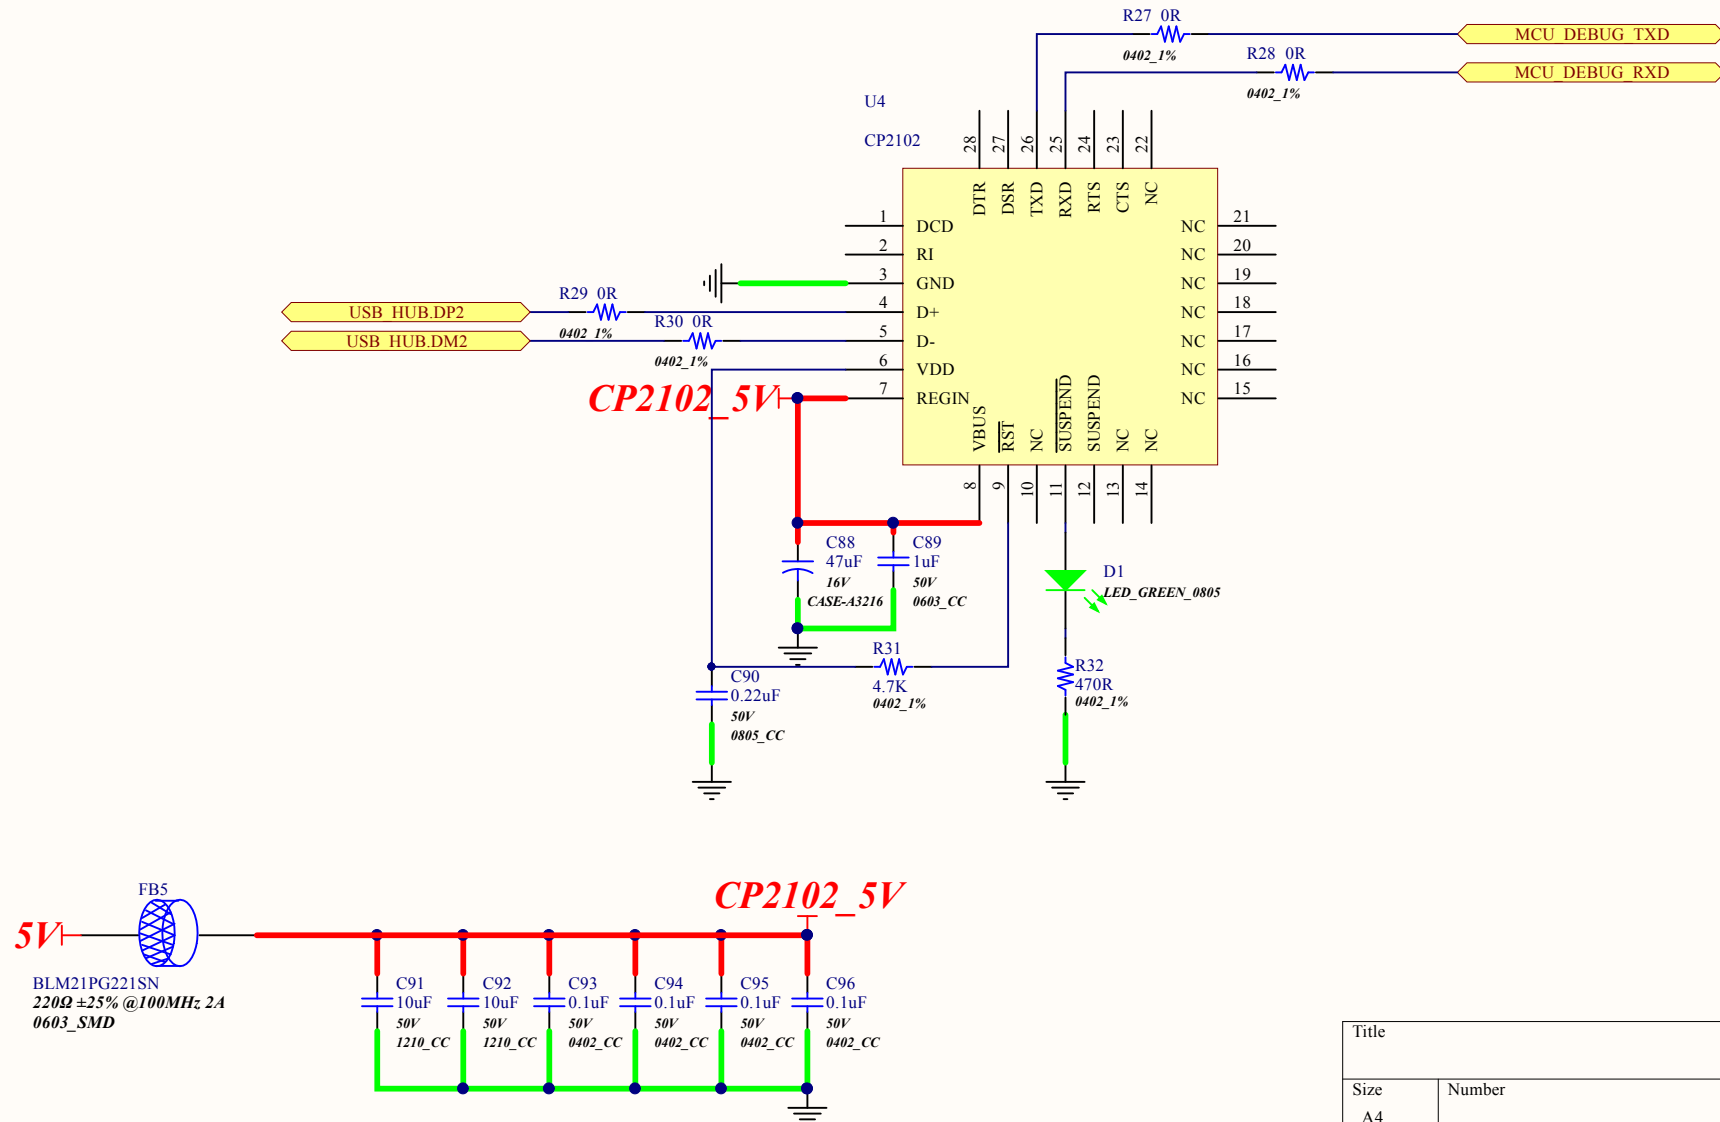 R27 0R
0402_1%
MCU_DEBUG_TXD
R28 0R
0402_1%
MCU_DEBUG_RXD
U4
CP2102
28
27
26
25
24
23
22
DTR
DSR
TXD
RXD
RTS
CTS
NC
1 DCD
2 RI
3 GND
4 D+
5 D-
6 VDD
7 REGIN
NC 21
NC 20
NC 19
NC 18
NC 17
NC 16
NC 15
VBUS
RST
NC
SUSPEND
SUSPEND
NC
NC
8
9
10
11
12
13
14
USB_HUB.DP2
R29 0R
0402_1%
USB_HUB.DM2
R30 0R
0402_1%
CP2102_5V
C88
47uF
16V
CASE-A3216
C89
1uF
50V
0603_CC
D1
LED_GREEN_0805
R31
4.7K
0402_1%
R32
470R
0402_1%
C90
0.22uF
50V
0805_CC
FB5
5V
BLM21PG221SN
220Ω ±25% @100MHz 2A
0603_SMD
CP2102_5V
C91
10uF
50V
1210_CC
C92
10uF
50V
1210_CC
C93
0.1uF
50V
0402_CC
C94
0.1uF
50V
0402_CC
C95
0.1uF
50V
0402_CC
C96
0.1uF
50V
0402_CC
Title
Size
Number
A4